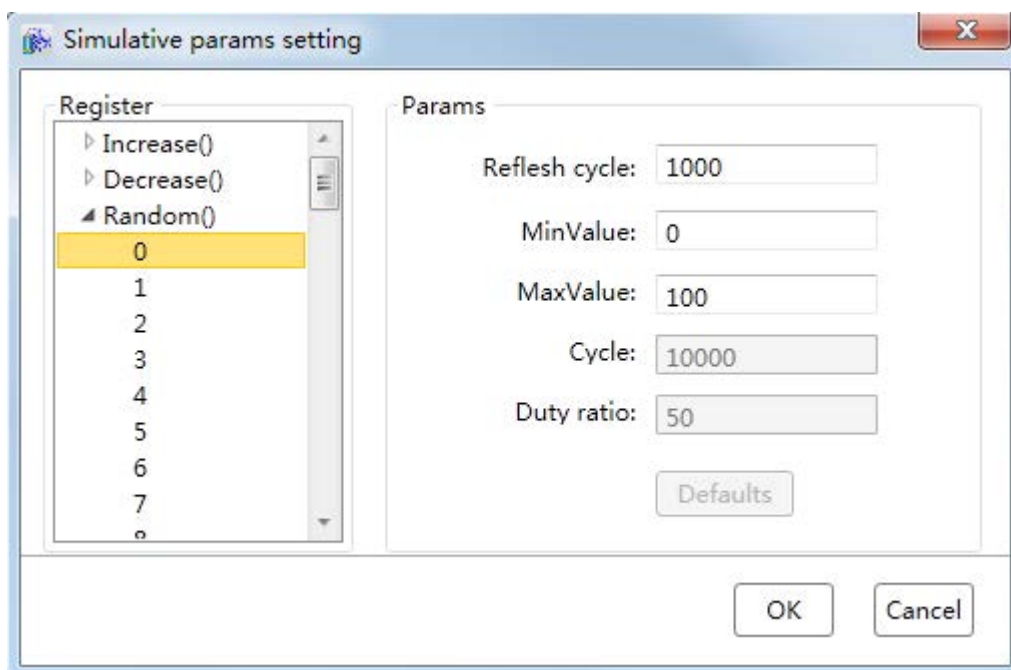 Simulative params setting
Register
Increase()
Decrease()
Random()
0
1
2
3
4
5
6
7
Params
Reflesh cycle: 1000
MinValue: 0
MaxValue: 100
Cycle: 10000
Duty ratio: 50
Defaults
OK
Cancel